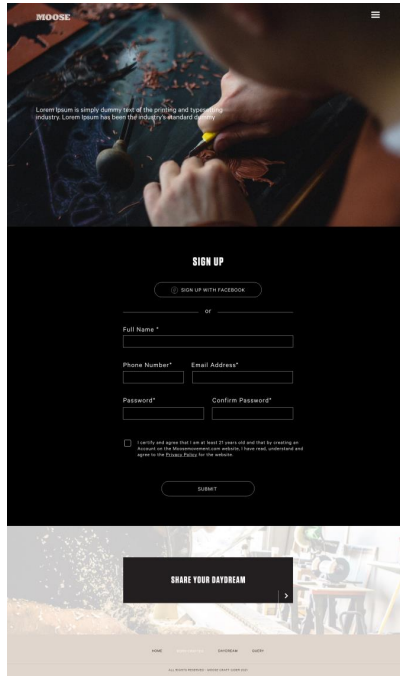 MOOSE
Lorem Ipsum is simply dummy text of the printing and typesetting
industry. Lorem Ipsum has been the industry's standard dummy
SIGN UP
SIGN UP WITH FACEBOOK
or
Full Name *
Phone Number* Email Address*
Password* Confirm Password*
I certify and agree that I am at least 21 years old and that by creating an
Account on the Moosemovement.com website, I have read, understand and
agree to the Privacy Policy for the website.
SUBMIT
SHARE YOUR DAYDREAM
HOME DAYDREAM QUERY
ALL RIGHTS RESERVED